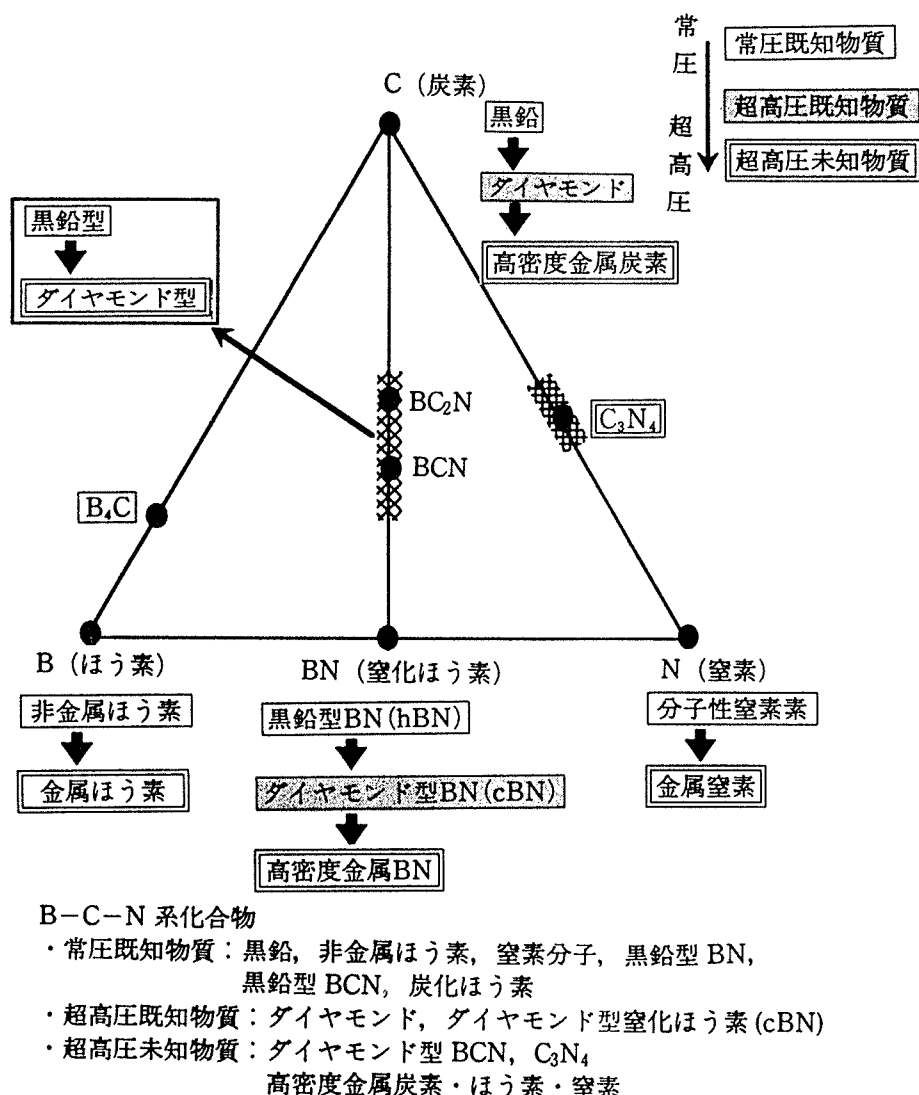 常圧
超高圧
常圧既知物質
超高圧既知物質
超高圧未知物質
C (炭素)
黒鉛
ダイヤモンド
高密度金属炭素
黒鉛型
ダイヤモンド型
BC₂N
BCN
C₃N₄
B₄C
B (ほう素)
BN (窒化ほう素)
N (窒素)
非金属ほう素
金属ほう素
黒鉛型BN(hBN)
ダイヤモンド型BN(cBN)
高密度金属BN
分子性窒素素
金属窒素
B-C-N 系化合物
・常圧既知物質：黒鉛，非金属ほう素，窒素分子，黒鉛型 BN，
黒鉛型 BCN，炭化ほう素
・超高圧既知物質：ダイヤモンド，ダイヤモンド型窒化ほう素 (cBN)
・超高圧未知物質：ダイヤモンド型 BCN，C₃N₄
高密度金属炭素・ほう素・窒素